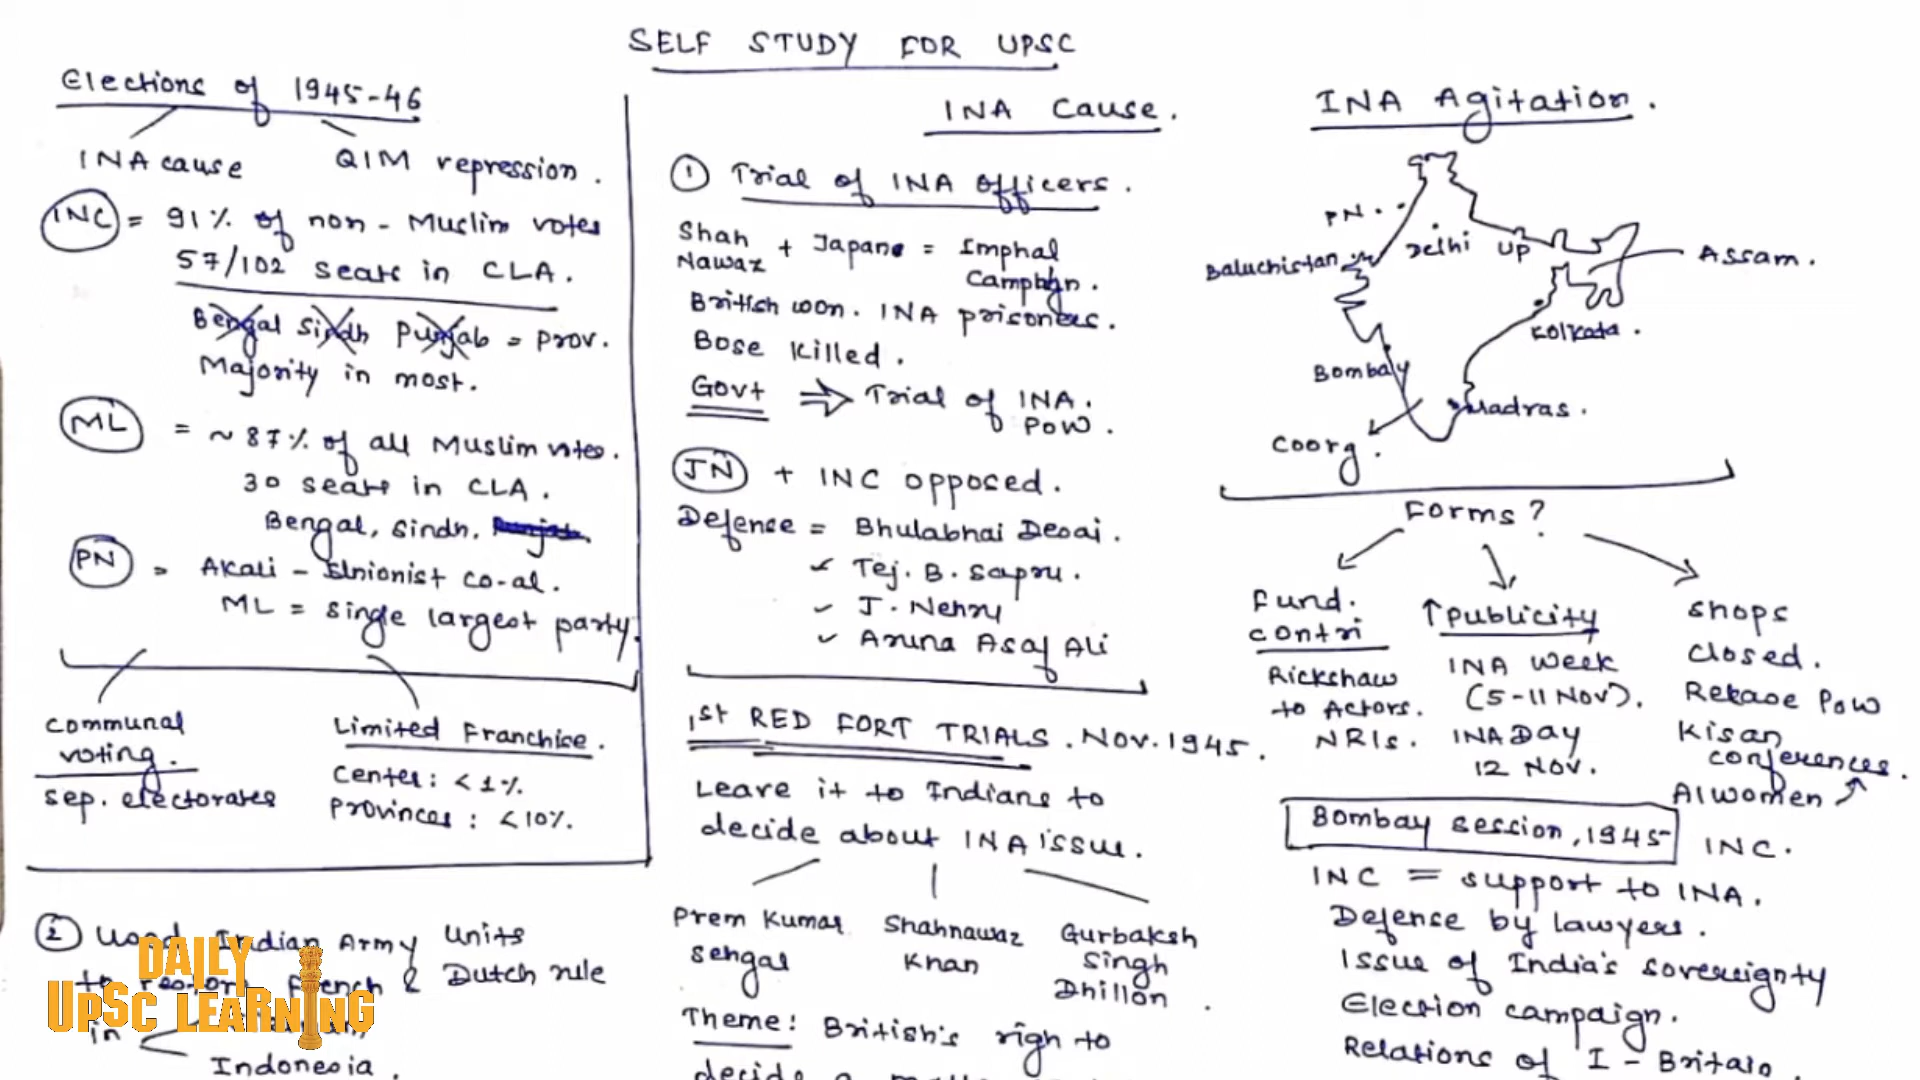 SELF STUDY FOR UPSC
Elections of 1945-46
INA cause
QIM repression.
INC = 91% of non-Muslim votes
57/102 seats in CLA.
Bengal Sindh Punjab = Prov.
Majority in most.
ML = ~87% of all Muslim votes.
30 seats in CLA.
Bengal, Sindh.
PN = Akali - Unionist co-al.
ML = single largest party.
Communal
voting.
sep. electorates
Limited Franchise.
Center: <1%
Provinces: <10%.
② Used Indian Army units
French & Dutch rule
in
Indonesia.
DAILY
UPSC LEARNING
INA Cause.
① Trial of INA officers.
Shah
Nawaz + Japan = Imphal
Campaign.
British won. INA prisoners.
Bose killed.
Govt ⇒ Trial of INA.
POW.
JN + INC opposed.
Defense = Bhulabhai Desai.
Tej. B. Sapru.
J. Nehru
Aruna Asaf Ali
1st RED FORT TRIALS. Nov. 1945.
Leave it to Indians to
decide about INA issue.
Prem Kumar
Sehgal
Shahnawaz
Khan
Gurbaksh
Singh
Dhillon
Theme: British's righ to
decide a
INA Agitation.
PN.
Delhi
UP
Baluchistan
Assam.
Kolkata.
Bombay
Madras.
Coorg.
Forms?
Fund.
contri
Rickshaw
to Actors.
NRIs.
↑Publicity
INA Week
(5-11 Nov).
INA Day
12 Nov.
Shops
closed.
Release POW
Kisan
conferences.
AIWomen
Bombay session, 1945 INC.
INC = support to INA.
Defense by lawyers.
Issue of India's sovereignty
Election campaign.
Relations of I - Britain.